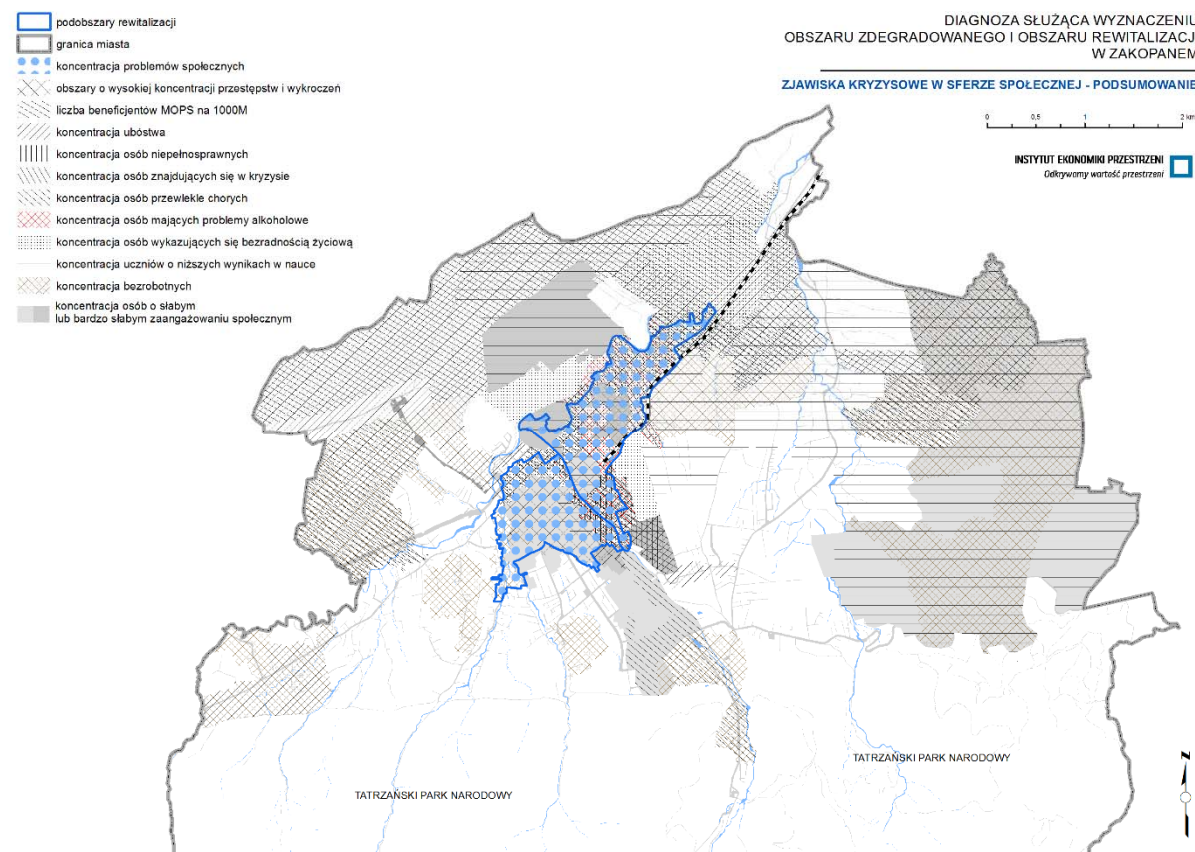 podobszary rewitalizacji
granica miasta
koncentracja problemów społecznych
obszary o wysokiej koncentracji przestępstw i wykroczeń
liczba beneficjentów MOPS na 1000M
koncentracja ubóstwa
koncentracja osób niepełnosprawnych
koncentracja osób znajdujących się w kryzysie
koncentracja osób przewlekle chorych
koncentracja osób mających problemy alkoholowe
koncentracja osób wykazujących się bezradnością życiową
koncentracja uczniów o niższych wynikach w nauce
koncentracja bezrobotnych
koncentracja osób o słabym
lub bardzo słabym zaangażowaniu społecznym
DIAGNOZA SŁUŻĄCA WYZNACZENIU
OBSZARU ZDEGRADOWANEGO I OBSZARU REWITALIZACJI
W ZAKOPANEM
ZJAWISKA KRYZYSOWE W SFERZE SPOŁECZNEJ - PODSUMOWANIE
0 0,5 1 2 km
INSTYTUT EKONOMIKI PRZESTRZENI
Odkrywamy wartość przestrzeni
TATRZAŃSKI PARK NARODOWY
TATRZAŃSKI PARK NARODOWY